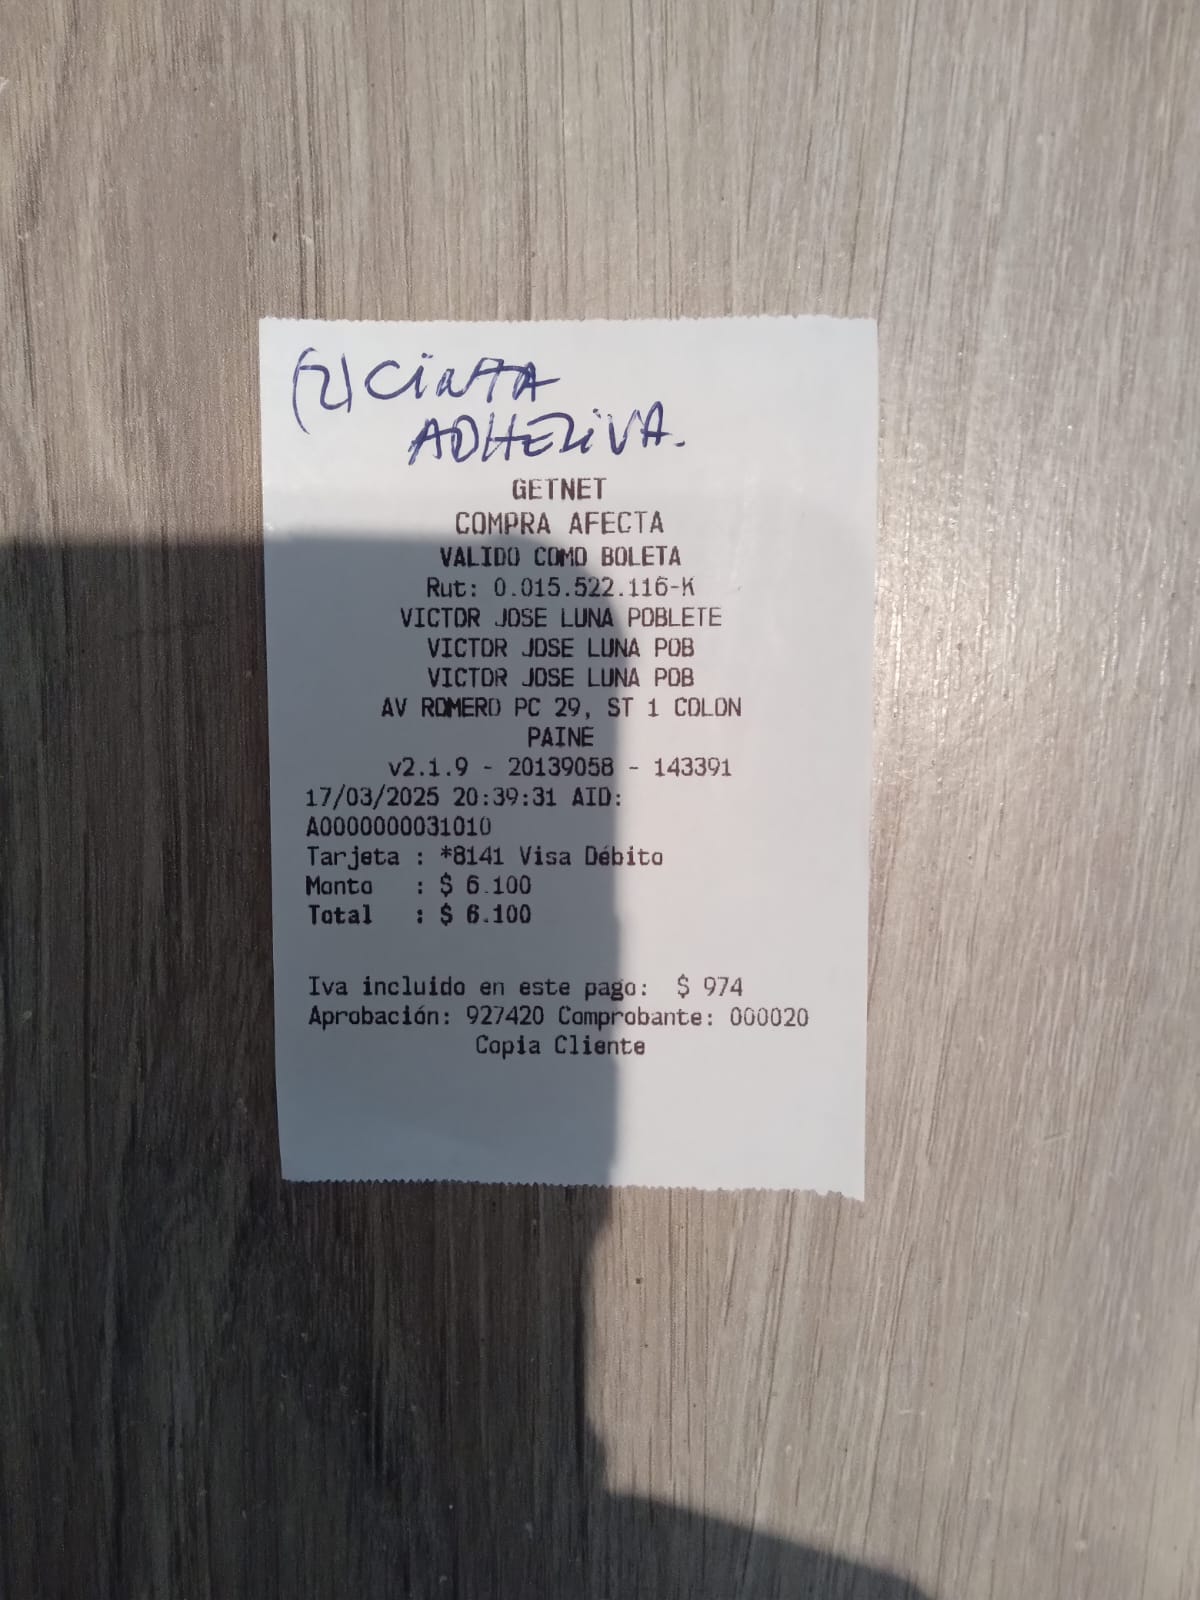 (2) CINTA
ADHEZIVA.
GETNET
COMPRA AFECTA
VALIDO COMO BOLETA
Rut: 0.015.522.116-K
VICTOR JOSE LUNA POBLETE
VICTOR JOSE LUNA POB
VICTOR JOSE LUNA POB
AV ROMERO PC 29, ST 1 COLON
PAINE
v2.1.9 - 20139058 - 143391
17/03/2025 20:39:31 AID:
A0000000031010
Tarjeta : *8141 Visa Débito
Monto : $ 6.100
Total : $ 6.100
Iva incluido en este pago: $ 974
Aprobación: 927420 Comprobante: 000020
Copia Cliente